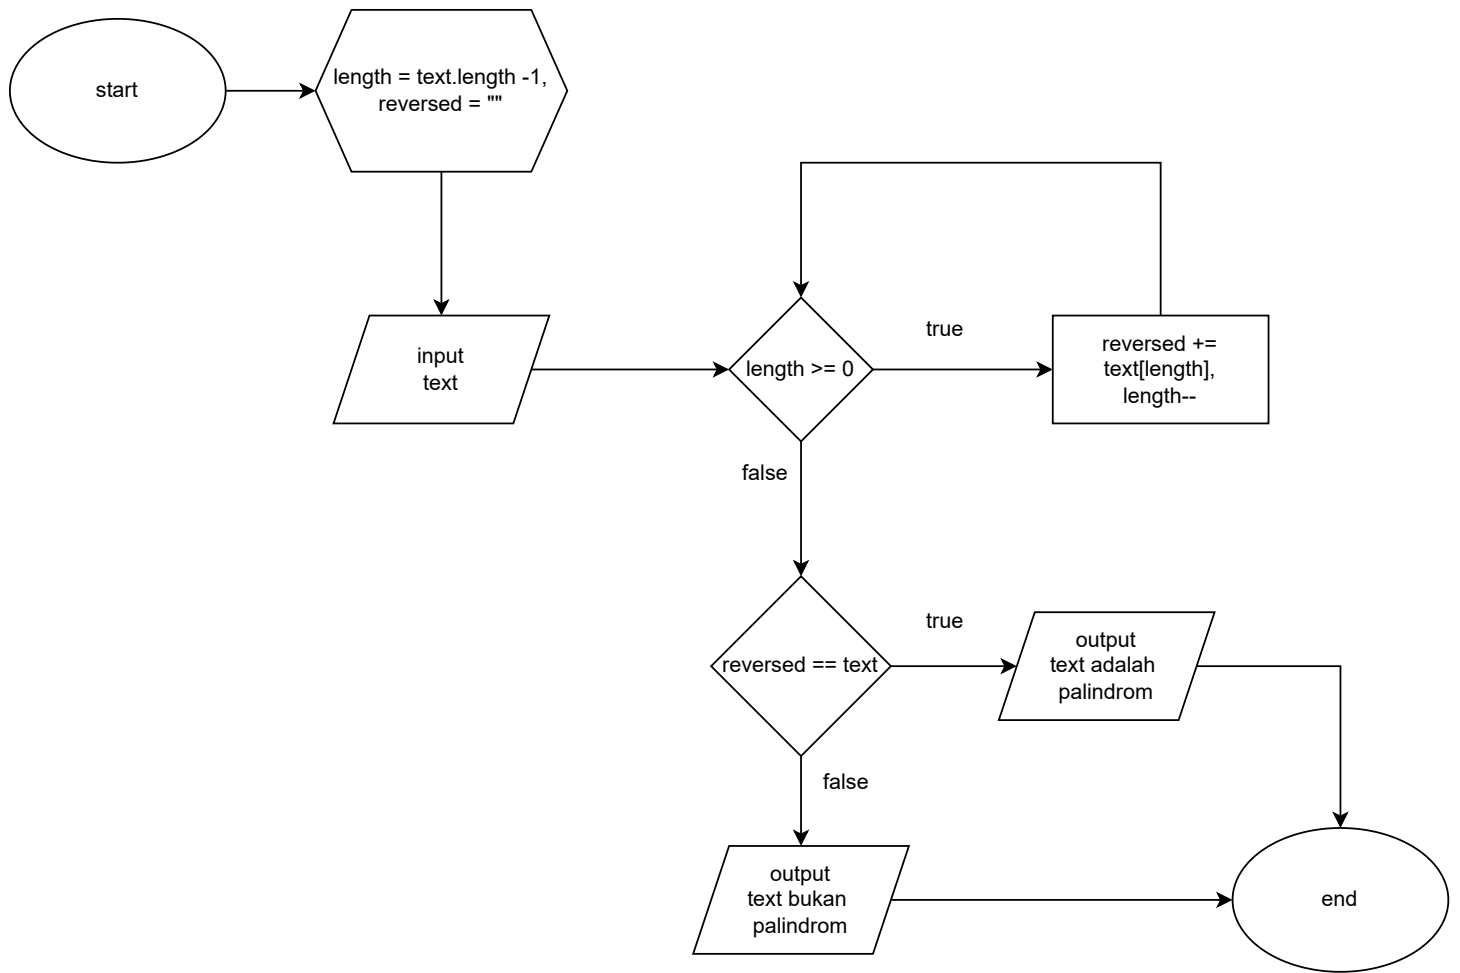 start
length = text.length -1,
reversed = ""
input
text
length >= 0
true
reversed +=
text[length],
length--
false
reversed == text
true
output
text adalah
palindrom
false
output
text bukan
palindrom
end